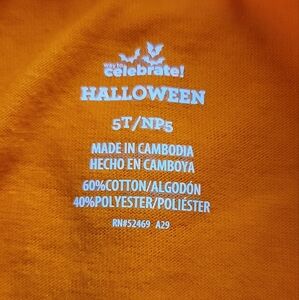 way to
celebrate!
HALLOWEEN
5T/NP5
MADE IN CAMBODIA
HECHO EN CAMBOYA
60%COTTON/ALGODÓN
40%POLYESTER/POLIÉSTER
RN#52469 A29